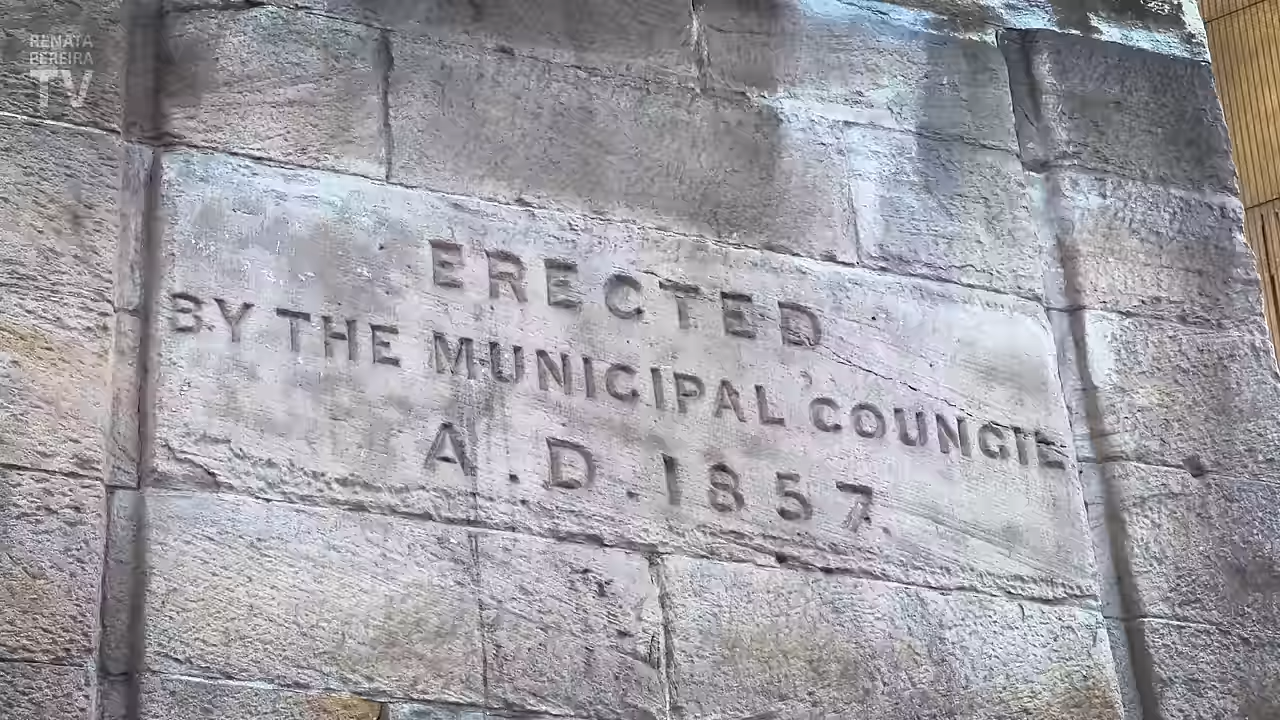 RENATA
PEREIRA
TV
ERECTED
BY THE MUNICIPAL COUNCIL
A.D.1857.